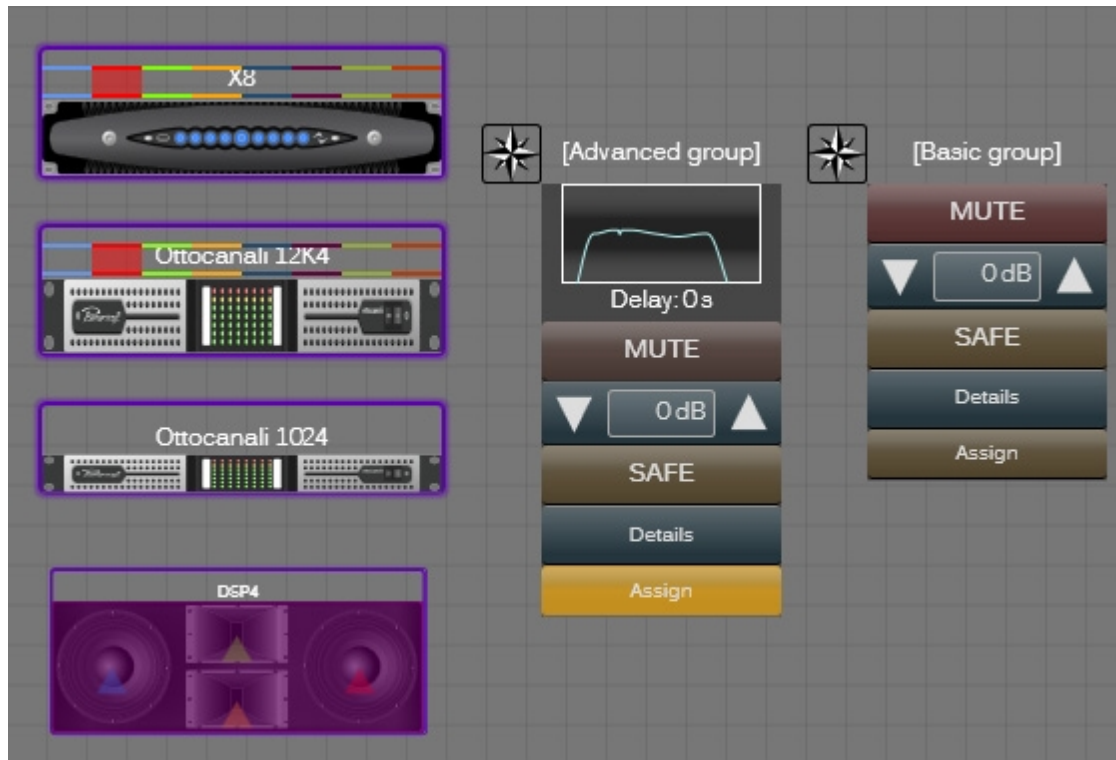 X8
Ottocanali 12K4
Ottocanali 1024
DSP4
[Advanced group]
Delay: 0 s
MUTE
0 dB
SAFE
Details
Assign
[Basic group]
MUTE
0 dB
SAFE
Details
Assign